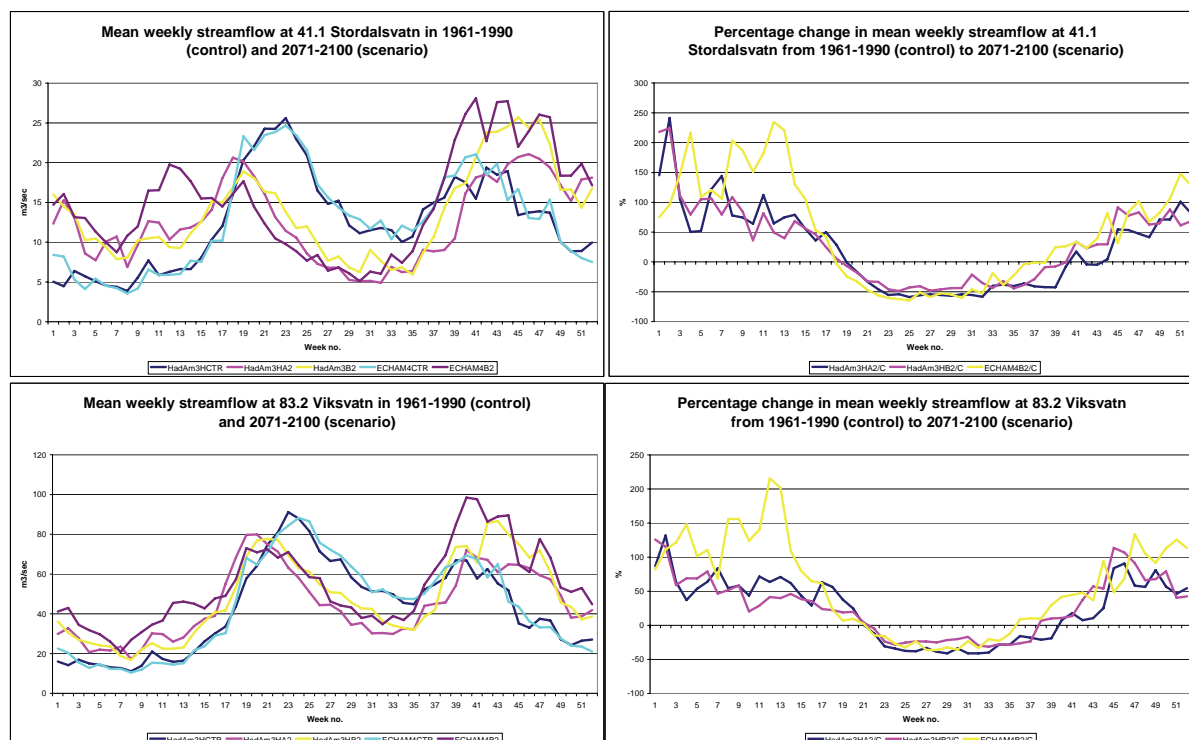 Mean weekly streamflow at 41.1 Stordalsvatn in 1961-1990
(control) and 2071-2100 (scenario)
30
25
20
15
10
5
0
m3/sec
1 3 5 7 9 11 13 15 17 19 21 23 25 27 29 31 33 35 37 39 41 43 45 47 49 51
Week no.
HadAm3HCTR HadAm3HA2 HadAm3B2 ECHAM4CTR ECHAM4B2
Percentage change in mean weekly streamflow at 41.1
Stordalsvatn from 1961-1990 (control) to 2071-2100 (scenario)
300
250
200
150
100
50
0
-50
-100
%
1 3 5 7 9 11 13 15 17 19 21 23 25 27 29 31 33 35 37 39 41 43 45 47 49 51
Week no.
HadAm3HA2/C HadAm3HB2/C ECHAM4B2/C
Mean weekly streamflow at 83.2 Viksvatn in 1961-1990 (control)
and 2071-2100 (scenario)
120
100
80
60
40
20
0
m3/sec
1 3 5 7 9 11 13 15 17 19 21 23 25 27 29 31 33 35 37 39 41 43 45 47 49 51
Week no.
HadAm3HCTR HadAm3HA2 HadAm3HB2 ECHAM4CTR ECHAM4B2
Percentage change in mean weekly streamflow at 83.2 Viksvatn
from 1961-1990 (control) to 2071-2100 (scenario)
250
200
150
100
50
0
-50
-100
%
1 3 5 7 9 11 13 15 17 19 21 23 25 27 29 31 33 35 37 39 41 43 45 47 49 51
Week no.
HadAm3HA2/C HadAm3HB2/C ECHAM4B2/C